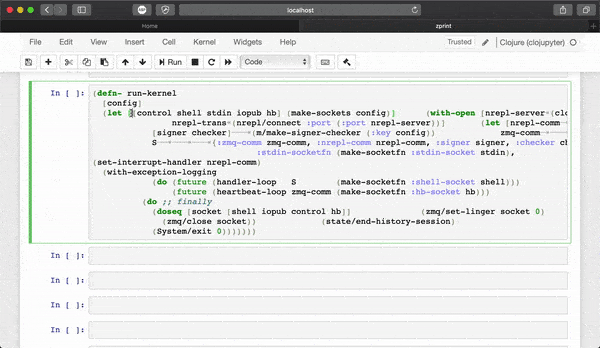 localhost
Home
zprint
File Edit View Insert Cell Kernel Widgets Help Trusted Clojure (clojupyter)
Run Code
In [ ]: (defn- run-kernel
[config]
(let [[control shell stdin iopub hb] (make-sockets config)] (with-open [nrepl-server (clo
nrepl-trans (nrepl/connect :port (:port nrepl-server))] (let [nrepl-comm
[signer checker] (m/make-signer-checker (:key config)) zmq-comm
S {:zmq-comm zmq-comm, :nrepl-comm nrepl-comm, :signer signer, :checker ch
:stdin-socketfn (make-socketfn :stdin-socket stdin),
(set-interrupt-handler nrepl-comm)
(with-exception-logging
(do (future (handler-loop S (make-socketfn :shell-socket shell)))
(future (heartbeat-loop zmq-comm (make-socketfn :hb-socket hb)))
(do ;; finally
(doseq [socket [shell iopub control hb]] (zmq/set-linger socket 0)
(zmq/close socket)) (state/end-history-session)
(System/exit 0)))))))
In [ ]:
In [ ]:
In [ ]:
In [ ]: